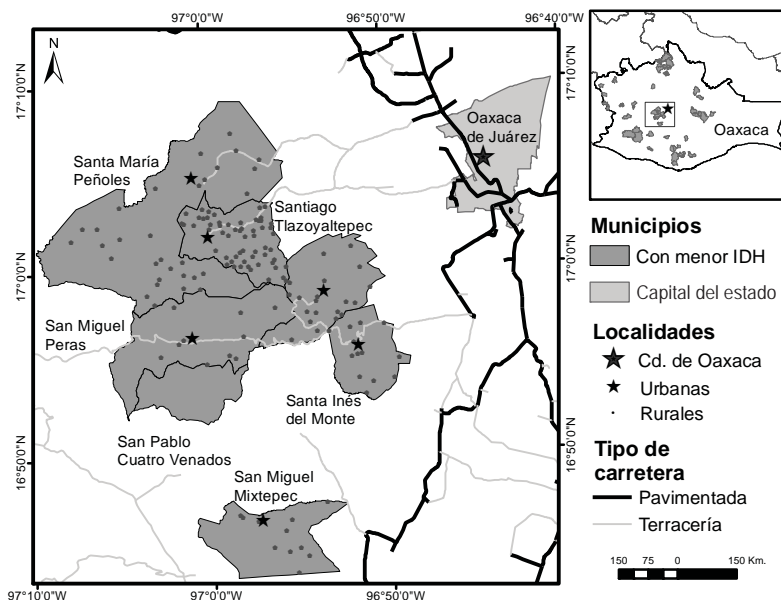 97°0'0"W
96°50'0"W
96°40'0"W
N
17°10'0"N
17°10'0"N
Oaxaca
de Juárez
Oaxaca
Santa María
Peñoles
Santiago
Tlazoyaltepec
17°0'0"N
17°0'0"N
San Miguel
Peras
Santa Inés
del Monte
San Pablo
Cuatro Venados
16°50'0"N
16°50'0"N
San Miguel
Mixtepec
97°10'0"W
97°0'0"W
96°50'0"W
Municipios
Con menor IDH
Capital del estado
Localidades
Cd. de Oaxaca
Urbanas
Rurales
Tipo de
carretera
Pavimentada
Terracería
150 75 0 150 Km.